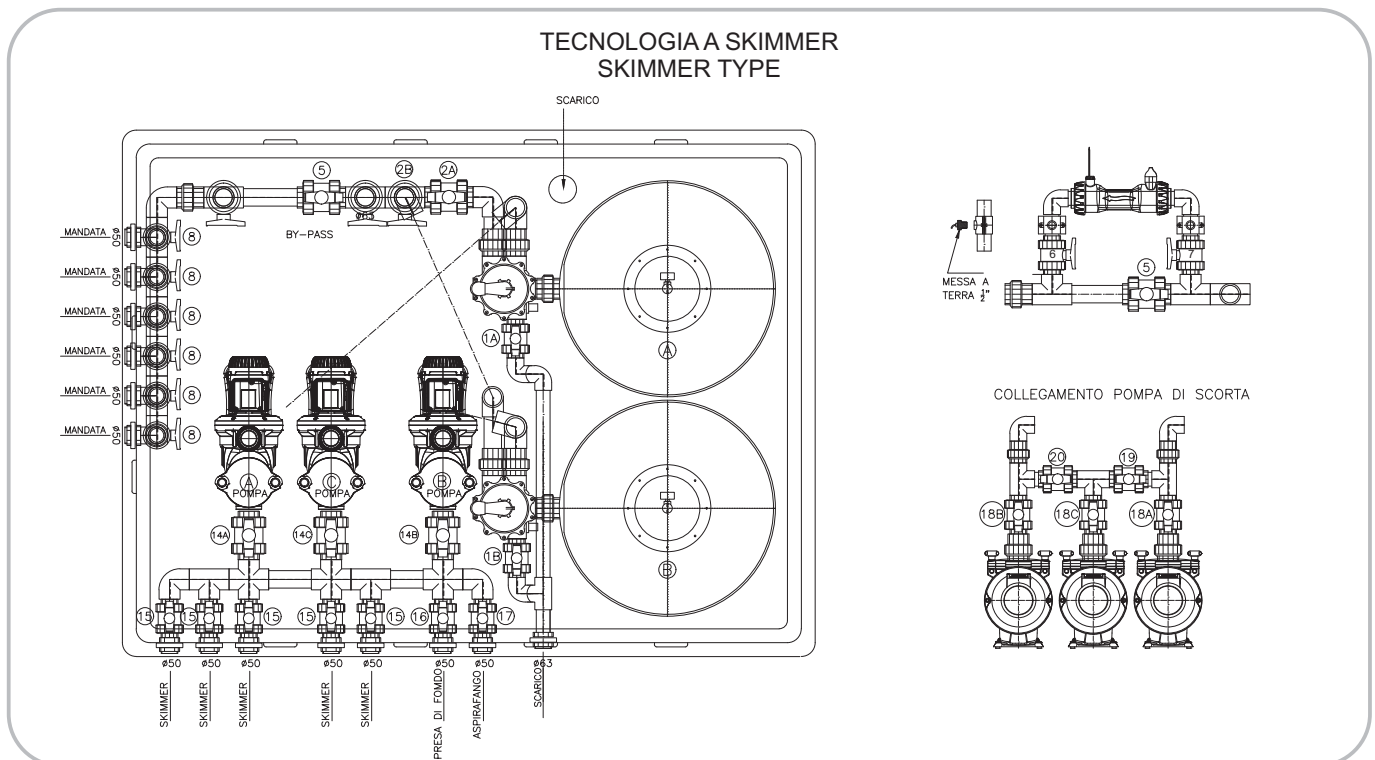 TECNOLOGIA A SKIMMER
SKIMMER TYPE
SCARICO
5
2B
2A
BY-PASS
MANDATA ø50 8
MANDATA ø50 8
MANDATA ø50 8
MANDATA ø50 8
MANDATA ø50 8
MANDATA ø50 8
1A
A
A
POMPA
C
POMPA
B
POMPA
14A
14C
14B
1B
B
15
15
15
15
15
16
17
ø50
ø50
ø50
ø50
ø50
ø50
ø50
ø63
SKIMMER
SKIMMER
SKIMMER
SKIMMER
SKIMMER
PRESA DI FOMDO
ASPIRAFANGO
SCARICO
6
7
5
MESSA A
TERRA ½"
COLLEGAMENTO POMPA DI SCORTA
20
19
18B
18C
18A